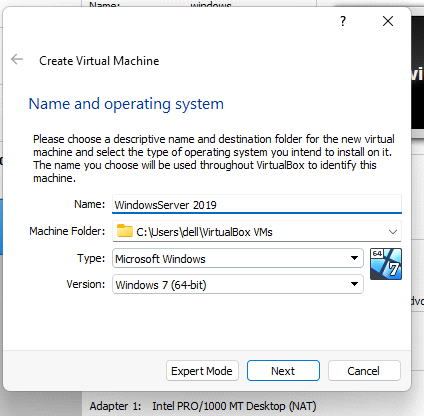 Name: windows
?
Create Virtual Machine
Name and operating system
Please choose a descriptive name and destination folder for the new virtual
machine and select the type of operating system you intend to install on it.
The name you choose will be used throughout VirtualBox to identify this
machine.
Name: WindowsServer 2019
Machine Folder: C:\Users\dell\VirtualBox VMs
Type: Microsoft Windows
64
7
Version: Windows 7 (64-bit)
Expert Mode Next Cancel
Adapter 1: Intel PRO/1000 MT Desktop (NAT)